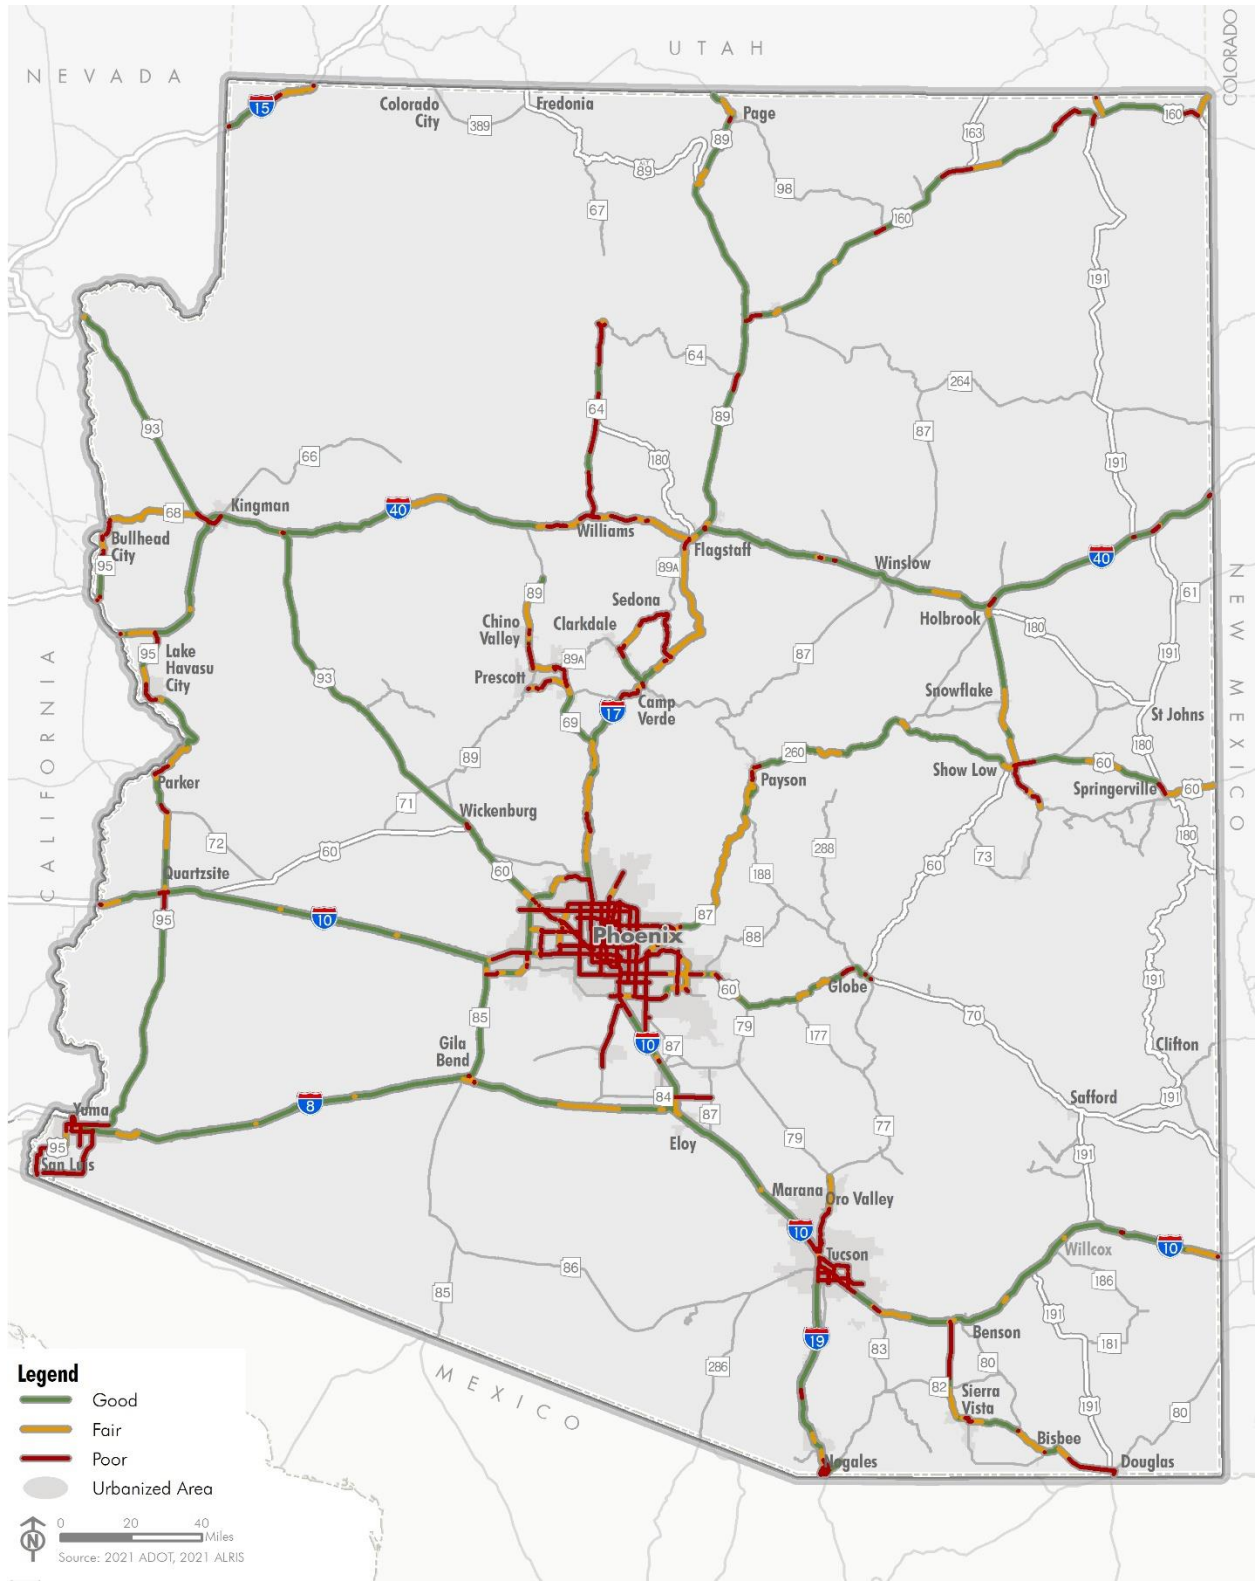 UTAH
COLORADO
NEVADA
15
Colorado
City
389
Fredonia
89
Page
89
67
98
163
160
160
191
93
64
64
89
264
87
66
180
191
Kingman
40
68
Bullhead
City
95
Williams
Flagstaff
89A
Winslow
40
Holbrook
61
NEW MEXICO
89
Chino
Valley
Clarkdale
Sedona
89A
Prescott
69
17
Camp
Verde
87
180
191
Snowflake
St Johns
180
Lake
Havasu
City
95
93
CALIFORNIA
Parker
89
71
72
60
Wickenburg
60
260
Payson
Show Low
60
Springerville
60
180
288
188
73
60
Quartzsite
95
10
87
88
Phoenix
60
Globe
191
70
85
79
177
10
87
Gila
Bend
Clifton
8
84
87
Eloy
Safford
191
191
Yuma
95
San Luis
79
77
Marana
Oro Valley
10
Tucson
Willcox
10
186
191
181
86
85
19
83
Benson
80
82
Sierra
Vista
286
Bisbee
191
80
Nogales
Douglas
MEXICO
Legend
Good
Fair
Poor
Urbanized Area
N
0 20 40
Miles
Source: 2021 ADOT, 2021 ALRIS